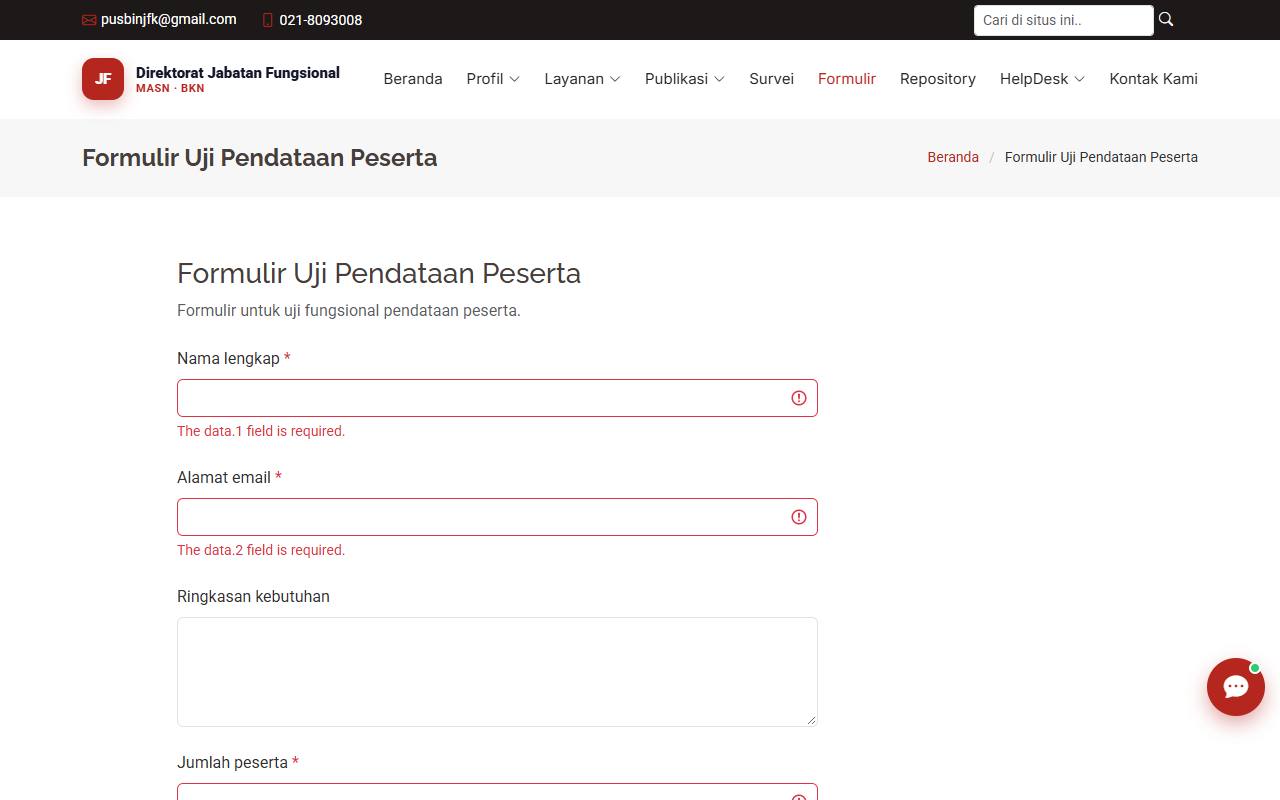 pusbinjfk@gmail.com 021-8093008 Cari di situs ini..
JF Direktorat Jabatan Fungsional
MASN · BKN
Beranda Profil Layanan Publikasi Survei Formulir Repository HelpDesk Kontak Kami
Formulir Uji Pendataan Peserta
Beranda / Formulir Uji Pendataan Peserta
Formulir Uji Pendataan Peserta
Formulir untuk uji fungsional pendataan peserta.
Nama lengkap *
The data.1 field is required.
Alamat email *
The data.2 field is required.
Ringkasan kebutuhan
Jumlah peserta *